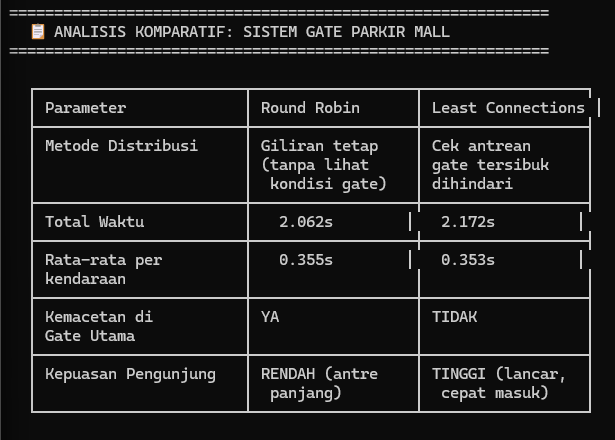 📋 ANALISIS KOMPARATIF: SISTEM GATE PARKIR MALL
Parameter Round Robin Least Connections
Metode Distribusi Giliran tetap Cek antrean
(tanpa lihat gate tersibuk
kondisi gate) dihindari
Total Waktu 2.062s 2.172s
Rata-rata per 0.355s 0.353s
kendaraan
Kemacetan di YA TIDAK
Gate Utama
Kepuasan Pengunjung RENDAH (antre TINGGI (lancar,
panjang) cepat masuk)